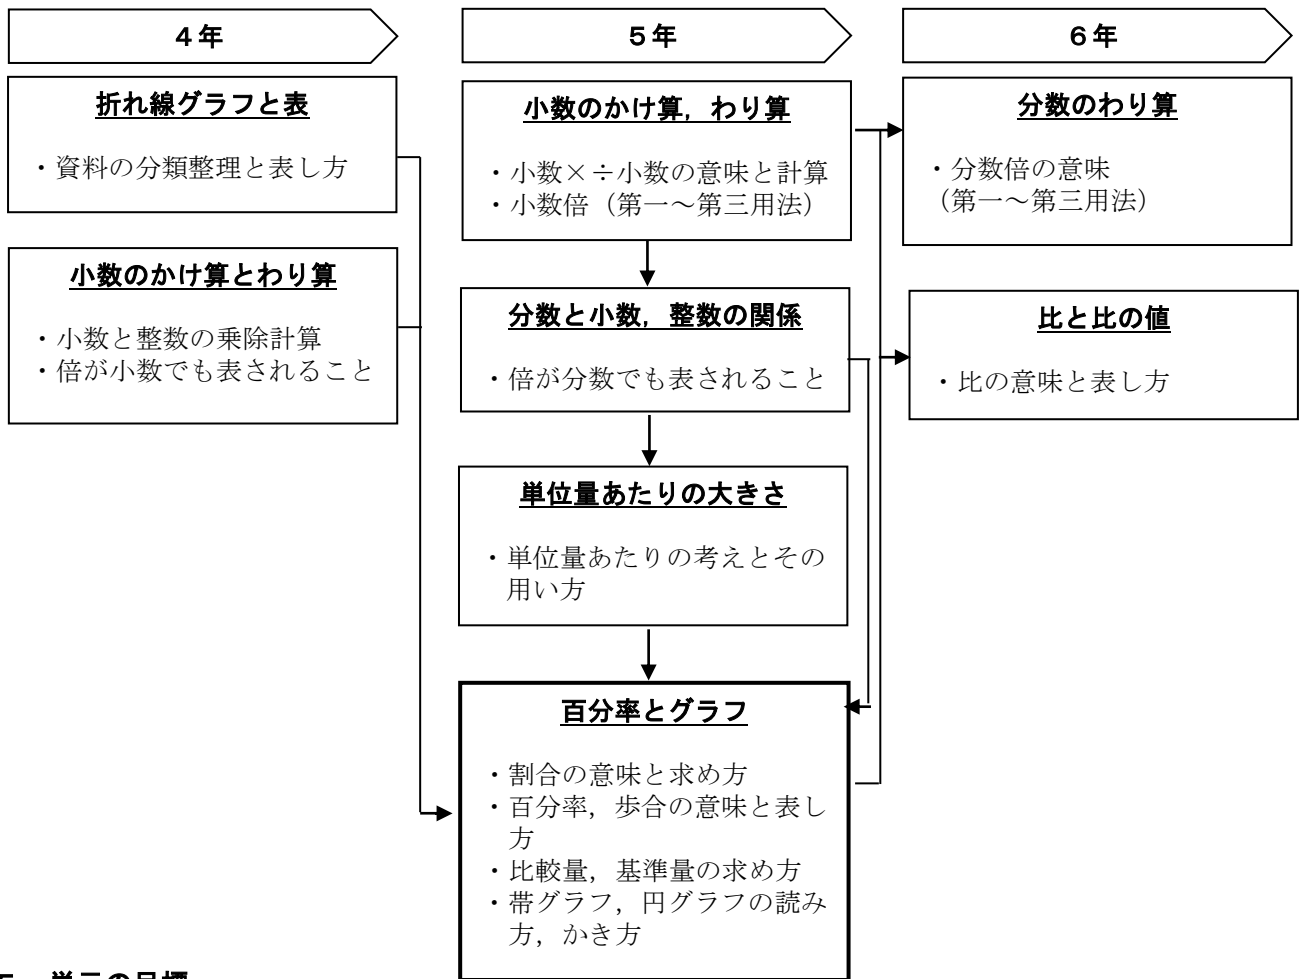 4年
折れ線グラフと表
・資料の分類整理と表し方
小数のかけ算とわり算
・小数と整数の乗除計算
・倍が小数でも表されること
5年
小数のかけ算，わり算
・小数×÷小数の意味と計算
・小数倍（第一～第三用法）
分数と小数，整数の関係
・倍が分数でも表されること
単位量あたりの大きさ
・単位量あたりの考えとその
用い方
百分率とグラフ
・割合の意味と求め方
・百分率，歩合の意味と表し
方
・比較量，基準量の求め方
・帯グラフ，円グラフの読み
方，かき方
6年
分数のわり算
・分数倍の意味
（第一～第三用法）
比と比の値
・比の意味と表し方
5　単元の目標